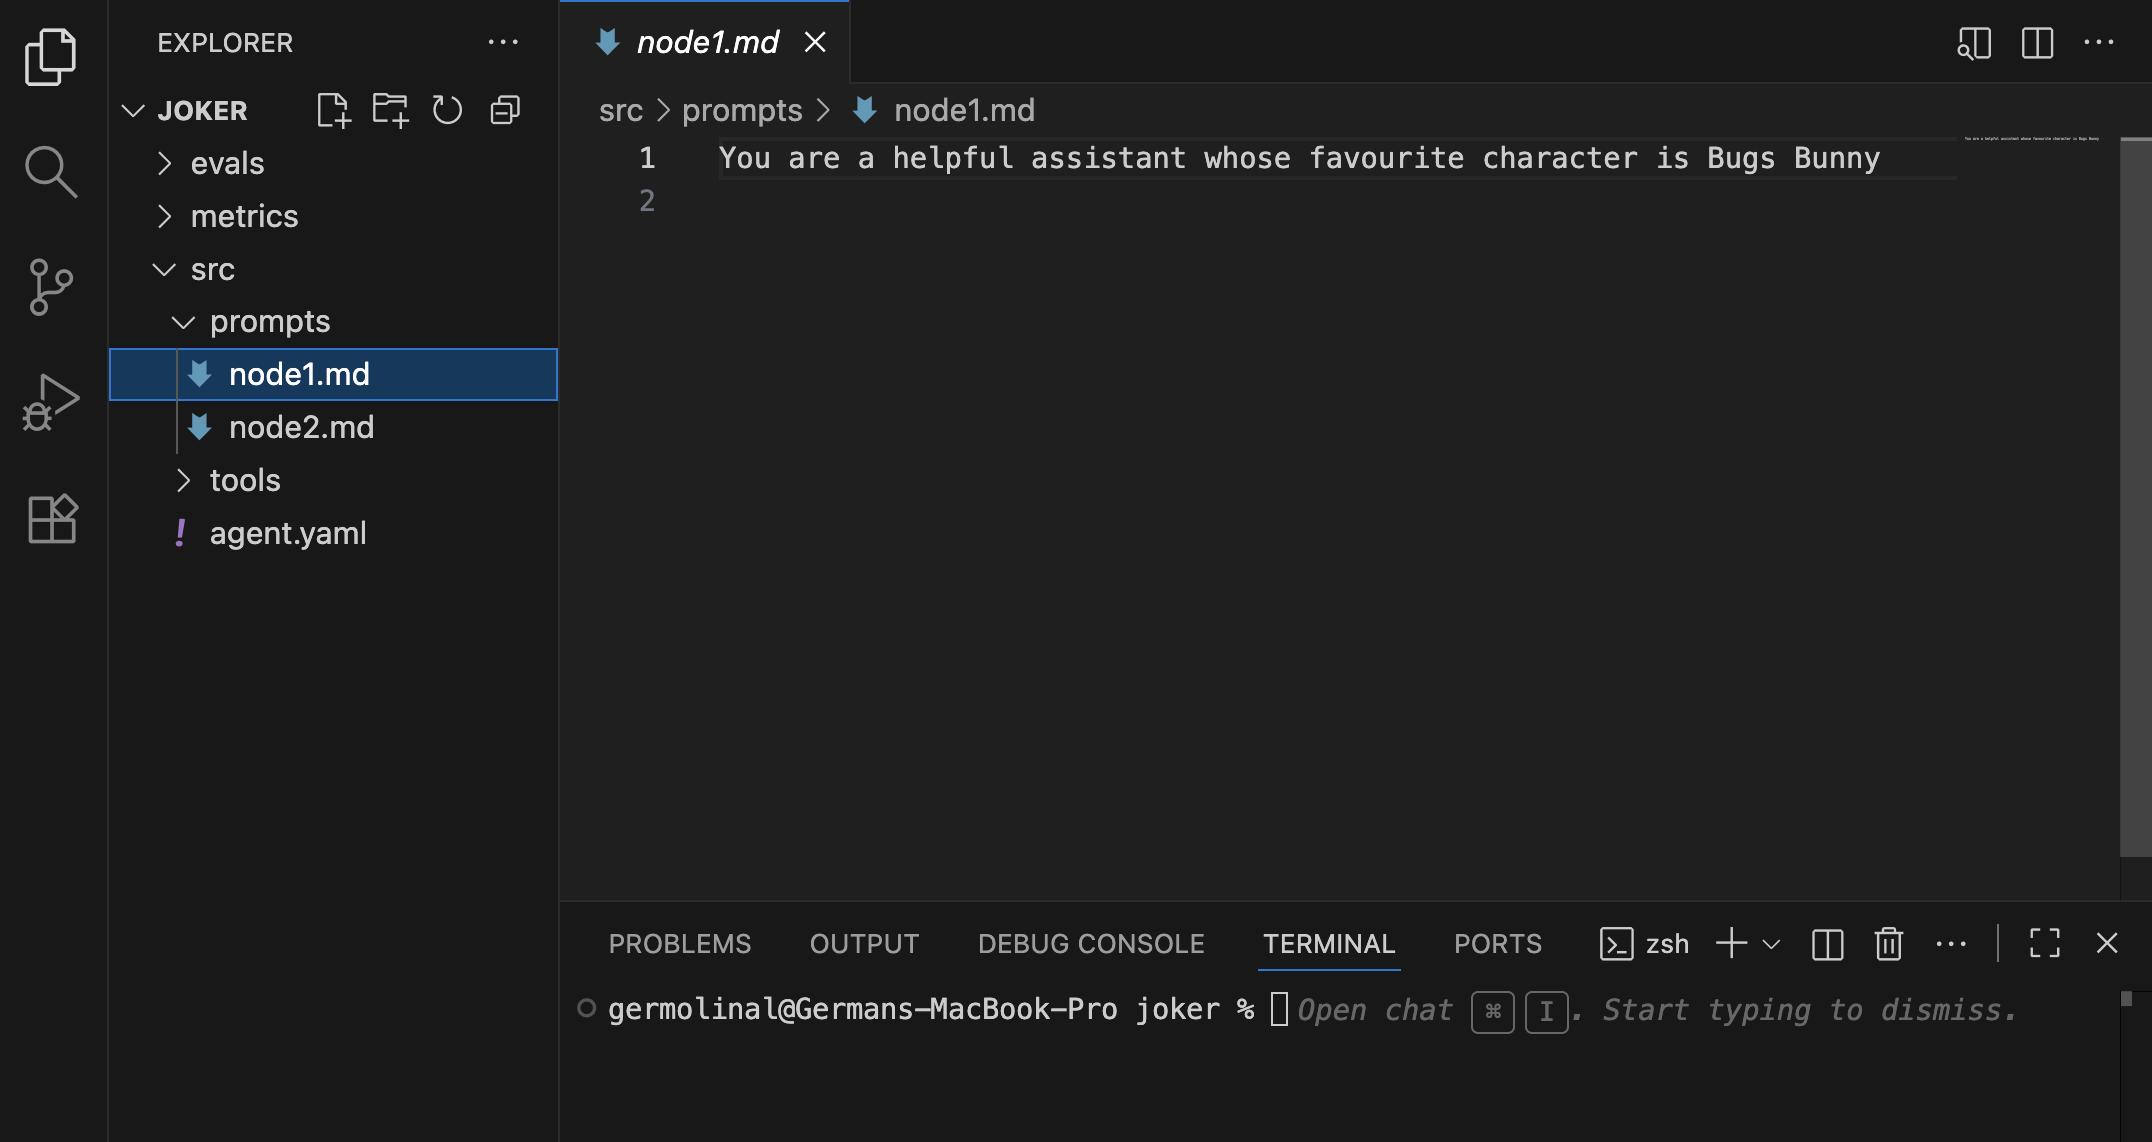 EXPLORER
JOKER
evals
metrics
src
prompts
node1.md
node2.md
tools
! agent.yaml
node1.md
src > prompts > node1.md
1 You are a helpful assistant whose favourite character is Bugs Bunny
2
PROBLEMS OUTPUT DEBUG CONSOLE TERMINAL PORTS zsh
germolinal@Germans-MacBook-Pro joker % Open chat ⌘ I. Start typing to dismiss.